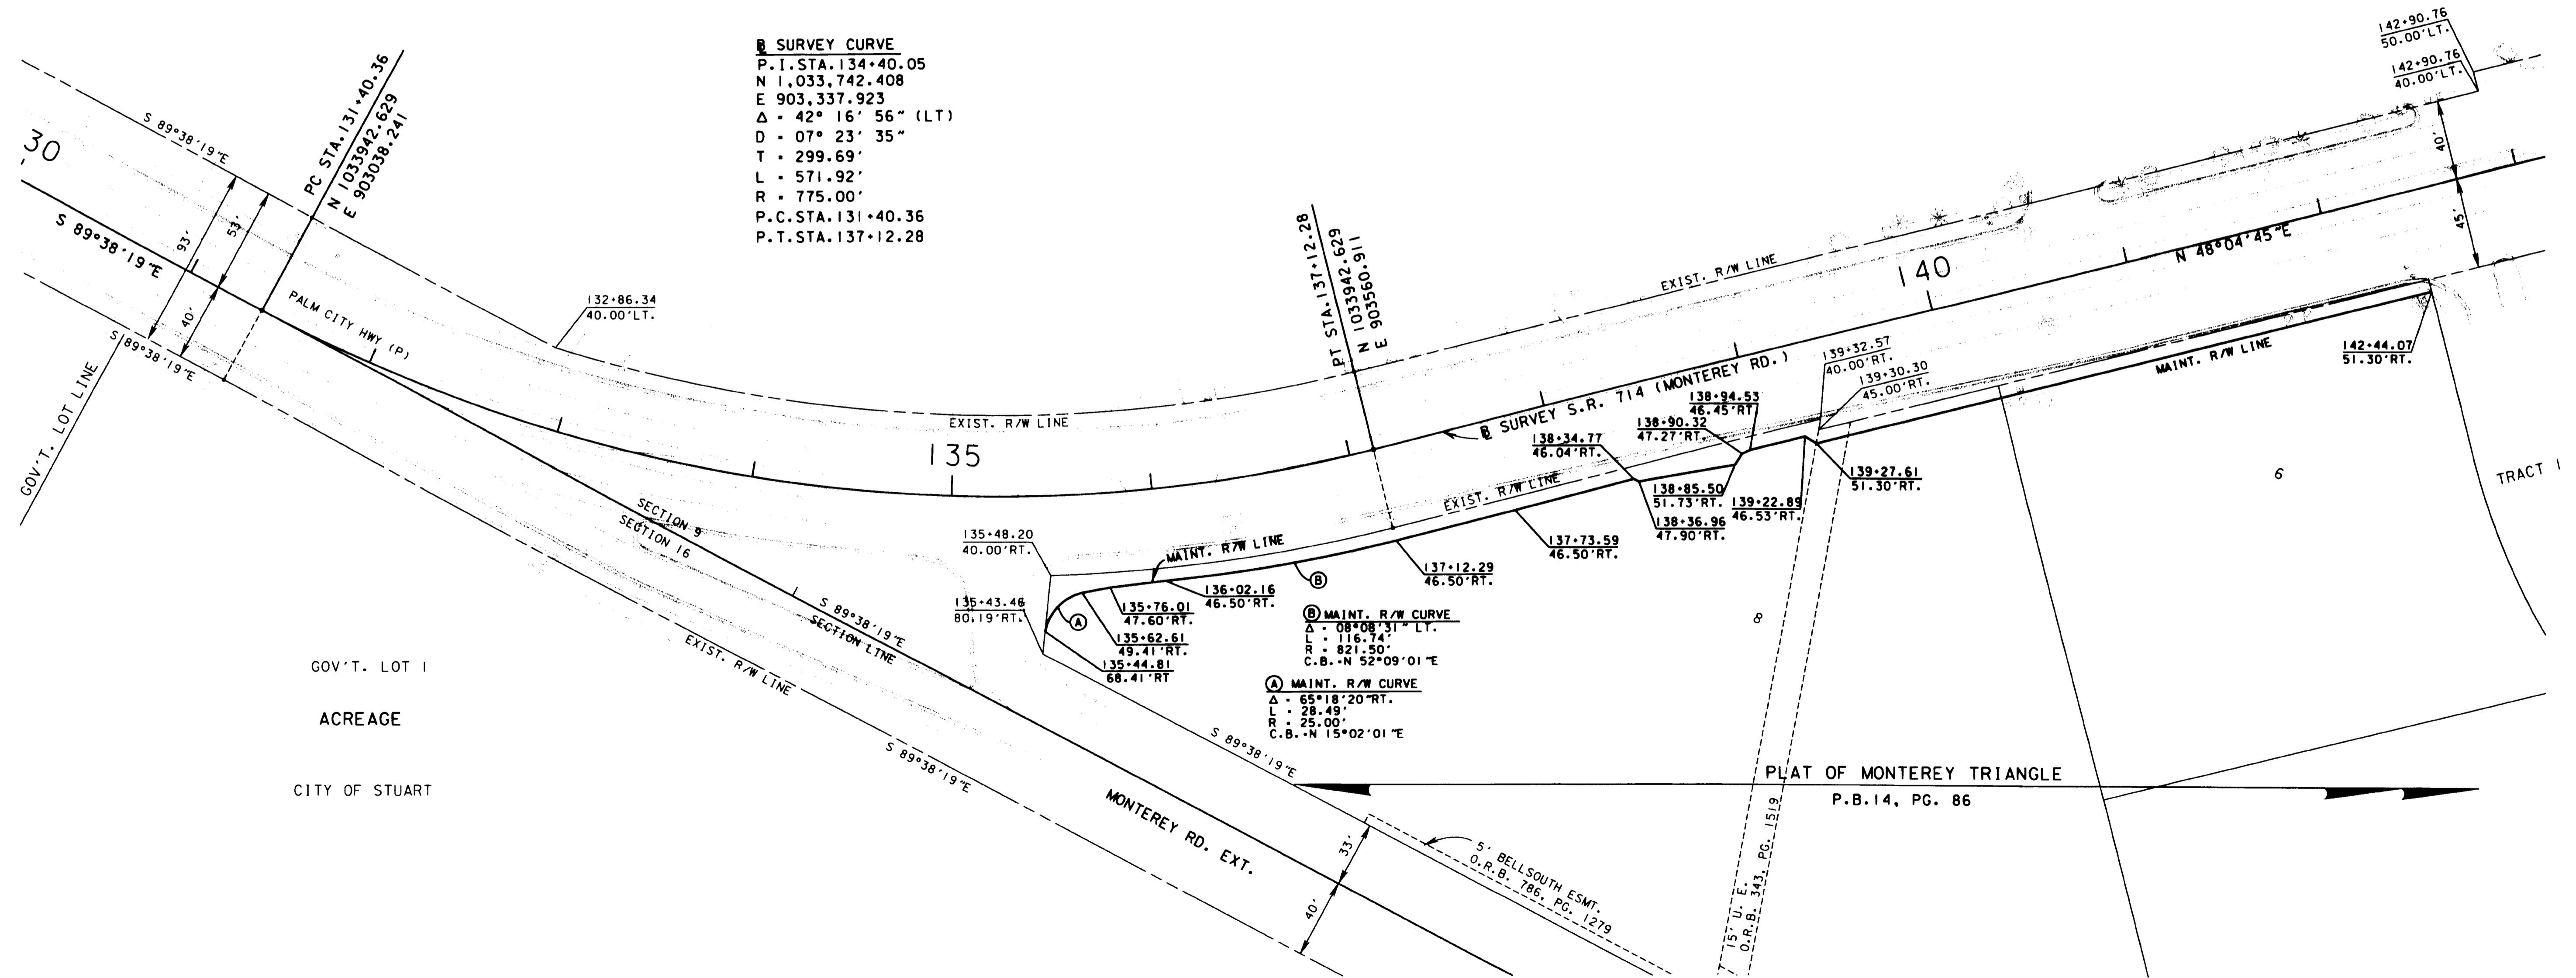 ℄ SURVEY CURVE
P.I.STA.134+40.05
N 1,033,742.408
E 903,337.923
Δ = 42° 16' 56" (LT)
D = 07° 23' 35"
T = 299.69'
L = 571.92'
R = 775.00'
P.C.STA.131+40.36
P.T.STA.137+12.28
30
S 89°38'19"E
S 89°38'19"E
S 89°38'19"E
93'
53'
40'
PC STA.131+40.36
N 1033942.629
E 903038.241
PALM CITY HWY (P)
GOV'T. LOT LINE
132+86.34
40.00'LT.
EXIST. R/W LINE
135
PT STA.137+12.28
N 1033942.629
E 903560.911
EXIST. R/W LINE
140
N 48°04'45"E
142+90.76
50.00'LT.
142+90.76
40.00'LT.
40'
45'
℄ SURVEY S.R. 714 (MONTEREY RD.)
139+32.57
40.00'RT.
139+30.30
45.00'RT.
138+94.53
46.45'RT
138+90.32
47.27'RT.
138+34.77
46.04'RT.
EXIST. R/W LINE
138+85.50
51.73'RT.
138+36.96
47.90'RT.
139+22.89
46.53'RT.
139+27.61
51.30'RT.
MAINT. R/W LINE
142+44.07
51.30'RT.
137+73.59
46.50'RT.
137+12.29
46.50'RT.
MAINT. R/W LINE
135+48.20
40.00'RT.
135+43.46
80.19'RT.
136+02.16
46.50'RT.
135+76.01
47.60'RT.
135+62.61
49.41'RT.
135+44.81
68.41'RT
A
B
B MAINT. R/W CURVE
Δ = 08°08'31" LT.
L = 116.74'
R = 821.50'
C.B.=N 52°09'01"E
A MAINT. R/W CURVE
Δ = 65°18'20"RT.
L = 28.49'
R = 25.00'
C.B.=N 15°02'01"E
SECTION 9
SECTION 16
S 89°38'19"E
SECTION LINE
EXIST. R/W LINE
S 89°38'19"E
S 89°38'19"E
GOV'T. LOT 1
ACREAGE
CITY OF STUART
MONTEREY RD. EXT.
33'
40'
5' BELLSOUTH ESMT.
O.R.B. 786, PG. 1279
15' U. E.
O.R.B. 343, PG. 1519
8
6
TRACT 1
PLAT OF MONTEREY TRIANGLE
P.B.14, PG. 86